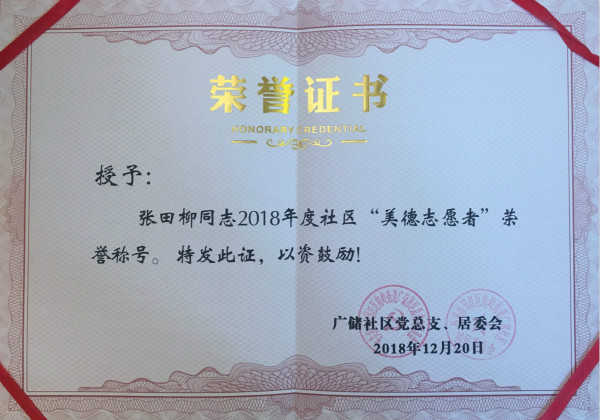 荣誉证书
HONORARY CREDENTIAL
授予：
张田柳同志2018年度社区“美德志愿者”荣
誉称号。特发此证，以资鼓励！
广储社区党总支、居委会
2018年12月20日